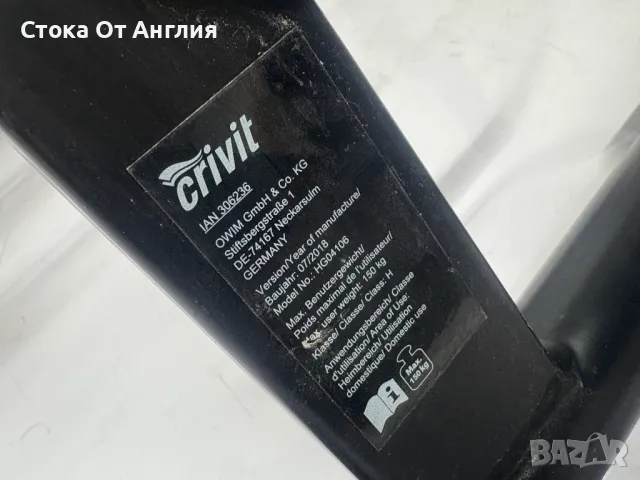 Стока От Англия
crivit
IAN 306236
OWIM GmbH & Co. KG
Stiftsbergstraße 1
DE-74167 Neckarsulm
GERMANY
Version/Year of manufacture/
Baujahr: 07/2018
Model No.: HG04106
Max. Benutzergewicht/
Poids maximal de l'utilisateur/
user weight: 150 kg
Klasse/ Classe/ Class: H
Anwendungsbereich/ Classe
d'utilisation/ Area of Use:
Heimbereich/ Utilisation
domestique/ Domestic use
Max.
150 kg
i
BAZAR